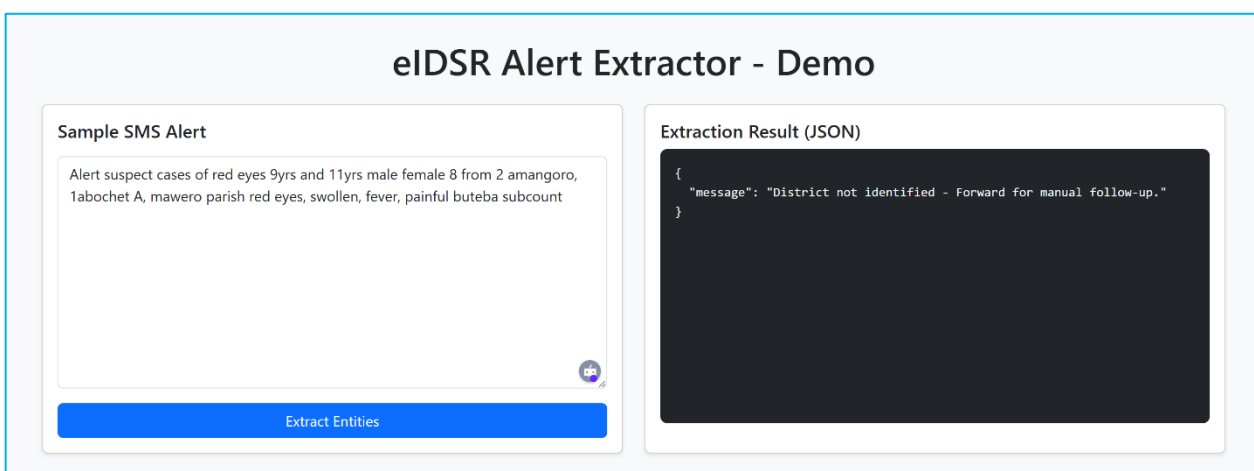 eIDSR Alert Extractor - Demo
Sample SMS Alert
Alert suspect cases of red eyes 9yrs and 11yrs male female 8 from 2 amangoro,
1abochet A, mawero parish red eyes, swollen, fever, painful buteba subcount
Extract Entities
Extraction Result (JSON)
{
"message": "District not identified - Forward for manual follow-up."
}